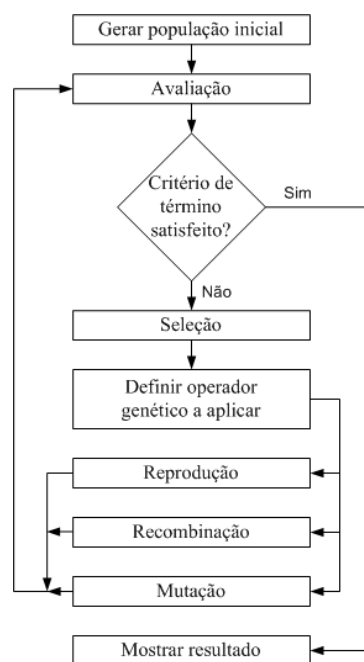 Gerar população inicial
Avaliação
Critério de
término
satisfeito?
Sim
Não
Seleção
Definir operador
genético a aplicar
Reprodução
Recombinação
Mutação
Mostrar resultado